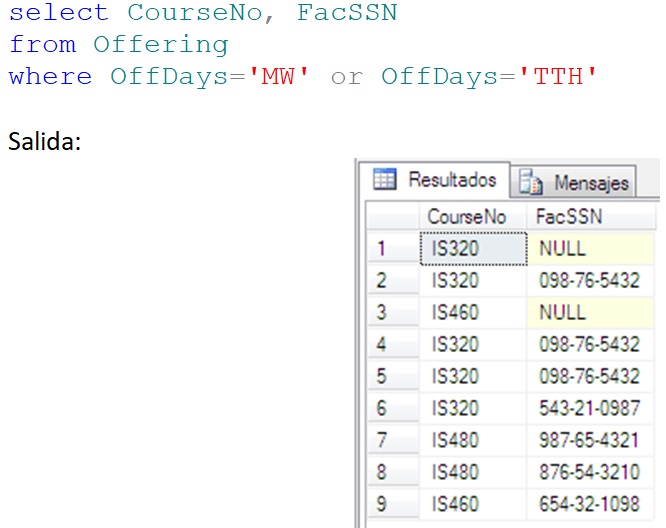 select CourseNo, FacSSN
from Offering
where OffDays='MW' or OffDays='TTH'
Salida:
Resultados Mensajes
CourseNo FacSSN
1 IS320 NULL
2 IS320 098-76-5432
3 IS460 NULL
4 IS320 098-76-5432
5 IS320 098-76-5432
6 IS320 543-21-0987
7 IS480 987-65-4321
8 IS480 876-54-3210
9 IS460 654-32-1098